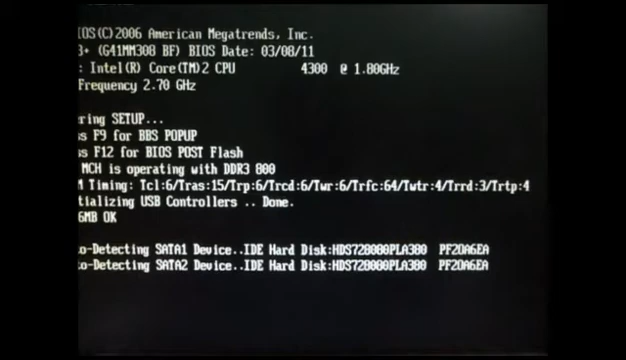 IOS(C)2006 American Megatrends, Inc.
3+ (G41MM308 BF) BIOS Date: 03/08/11
: Intel(R) Core(TM)2 CPU 4300 @ 1.80GHz
Frequency 2.70 GHz
ring SETUP...
ss F9 for BBS POPUP
ss F12 for BIOS POST Flash
MCH is operating with DDR3 800
M Timing: Tcl:6/Tras:15/Trp:6/Trcd:6/Twr:6/Trfc:64/Twtr:4/Trrd:3/Trtp:4
tializing USB Controllers .. Done.
6MB OK
to-Detecting SATA1 Device..IDE Hard Disk:HDS728080PLA380 PF2OA6EA
to-Detecting SATA2 Device..IDE Hard Disk:HDS728080PLA380 PF2OA6EA